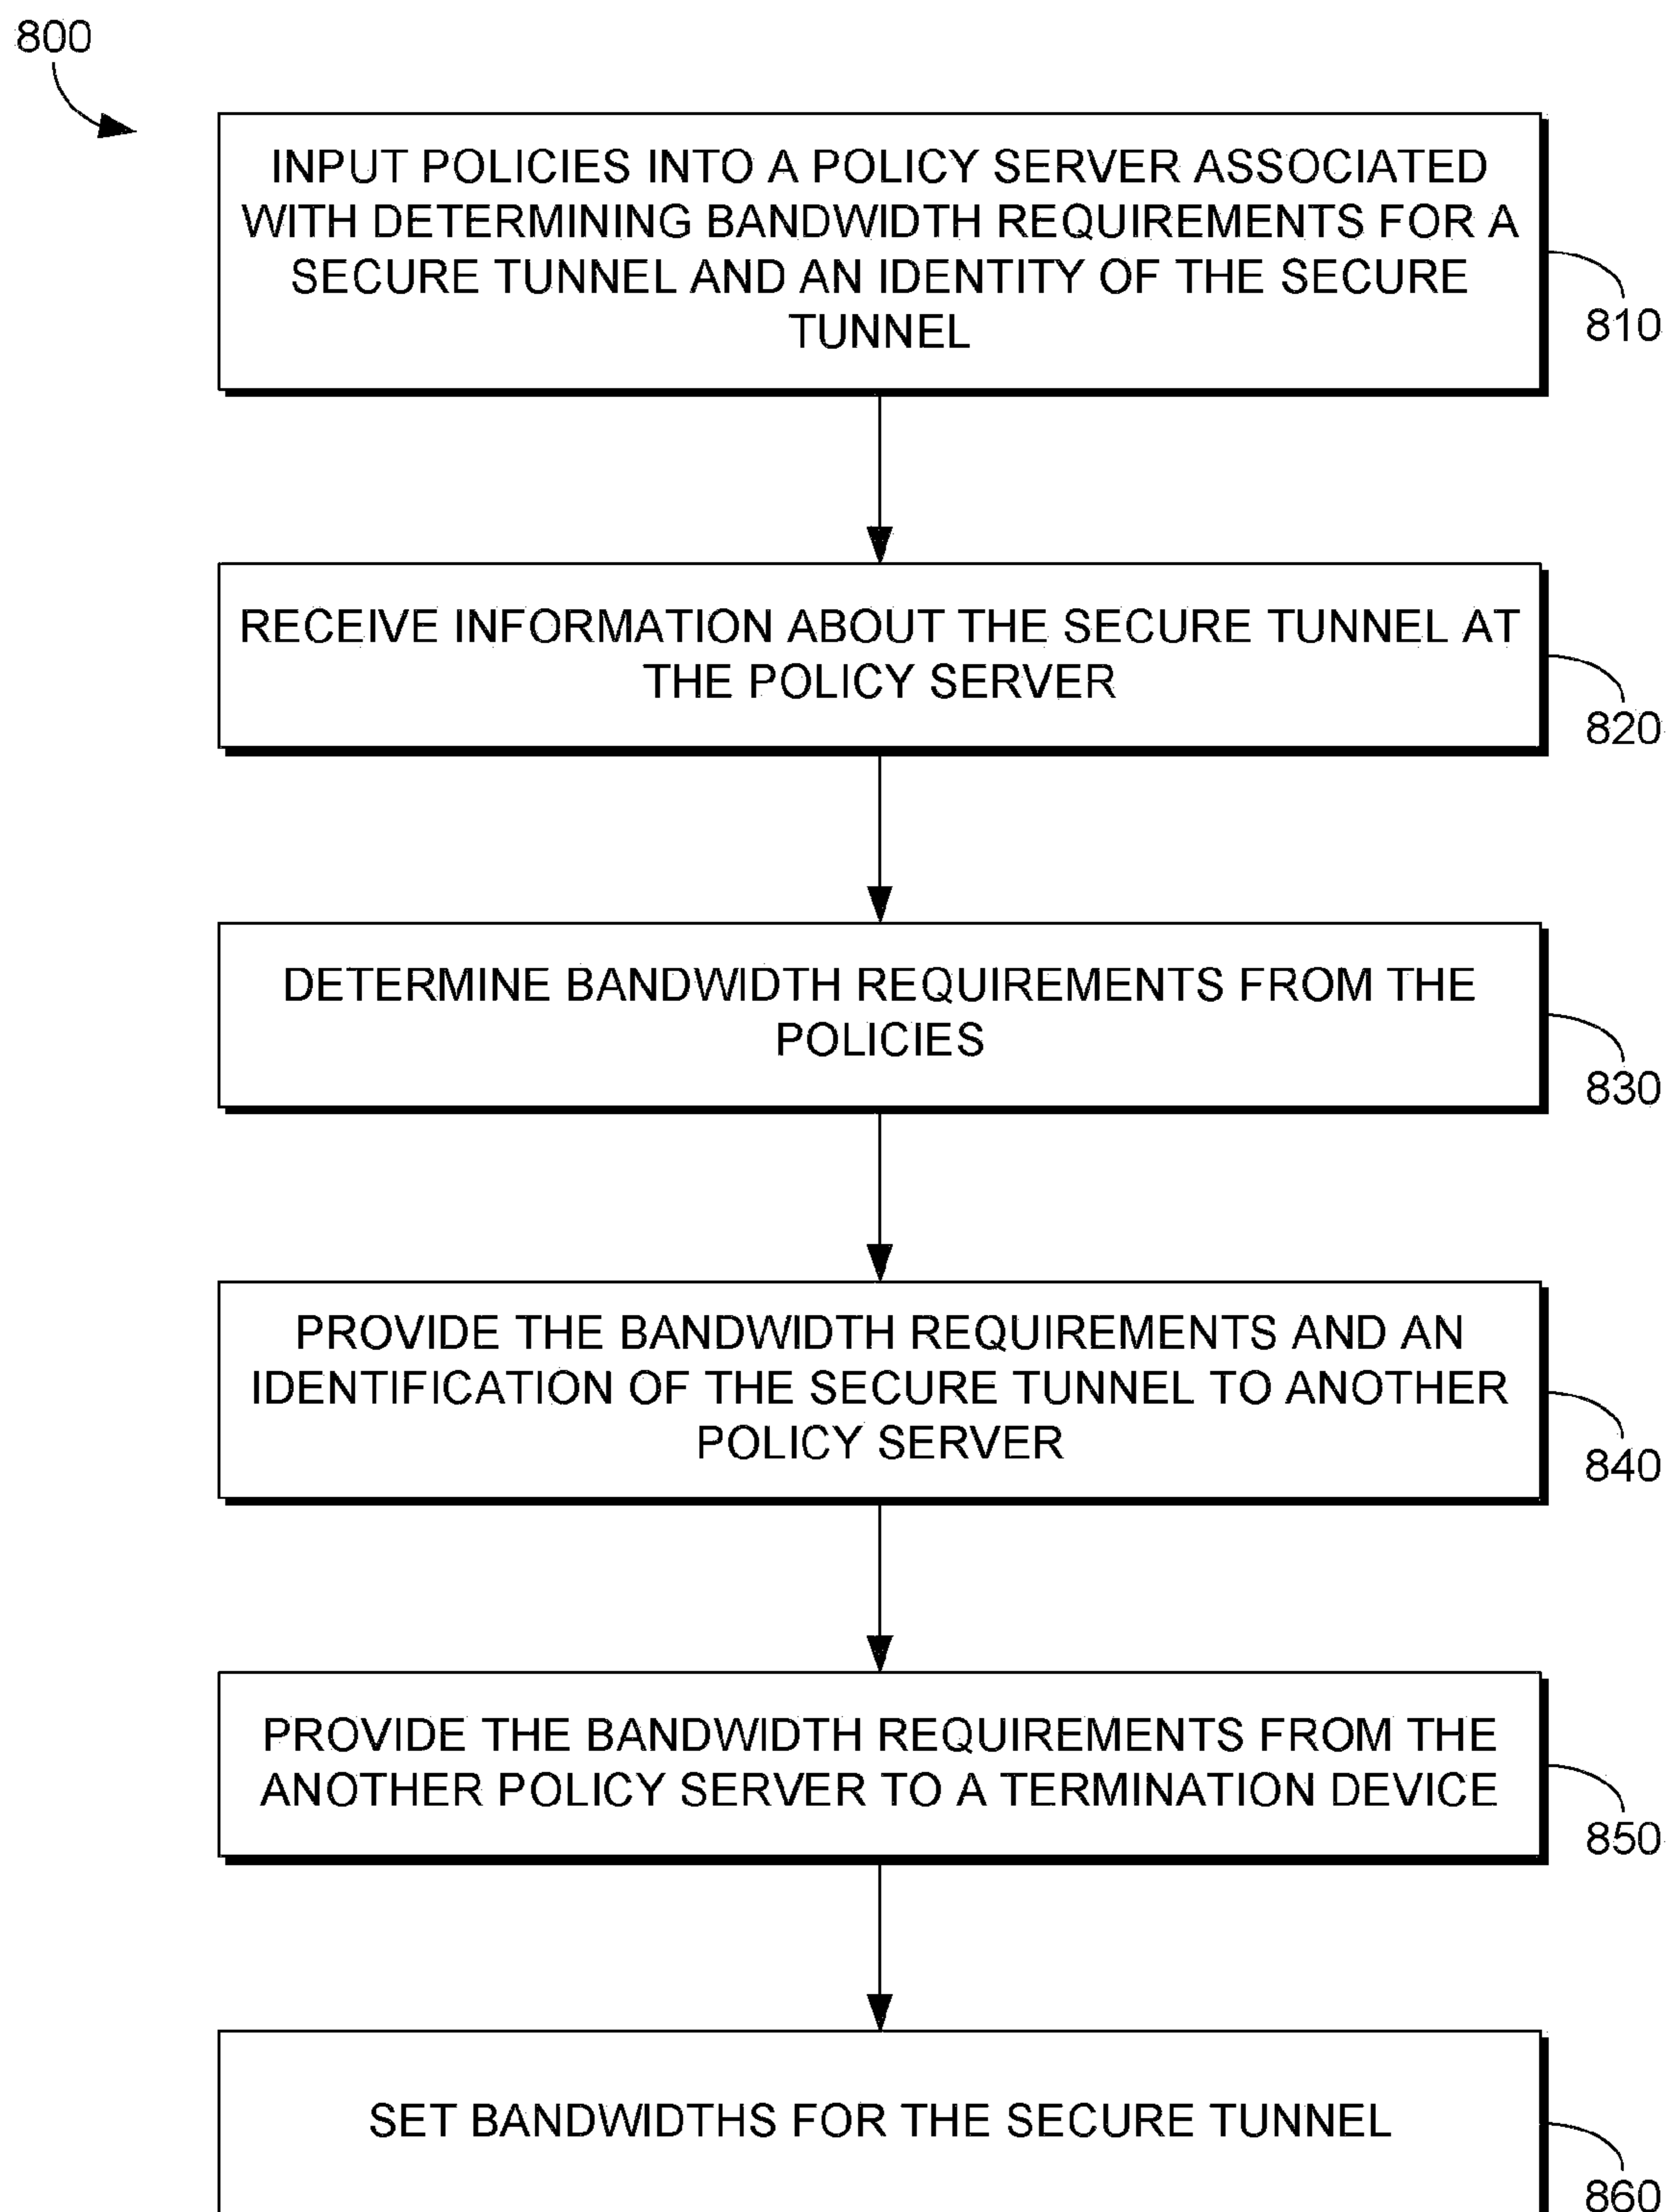 800
INPUT POLICIES INTO A POLICY SERVER ASSOCIATED
WITH DETERMINING BANDWIDTH REQUIREMENTS FOR A
SECURE TUNNEL AND AN IDENTITY OF THE SECURE
TUNNEL
810
RECEIVE INFORMATION ABOUT THE SECURE TUNNEL AT
THE POLICY SERVER
820
DETERMINE BANDWIDTH REQUIREMENTS FROM THE
POLICIES
830
PROVIDE THE BANDWIDTH REQUIREMENTS AND AN
IDENTIFICATION OF THE SECURE TUNNEL TO ANOTHER
POLICY SERVER
840
PROVIDE THE BANDWIDTH REQUIREMENTS FROM THE
ANOTHER POLICY SERVER TO A TERMINATION DEVICE
850
SET BANDWIDTHS FOR THE SECURE TUNNEL
860